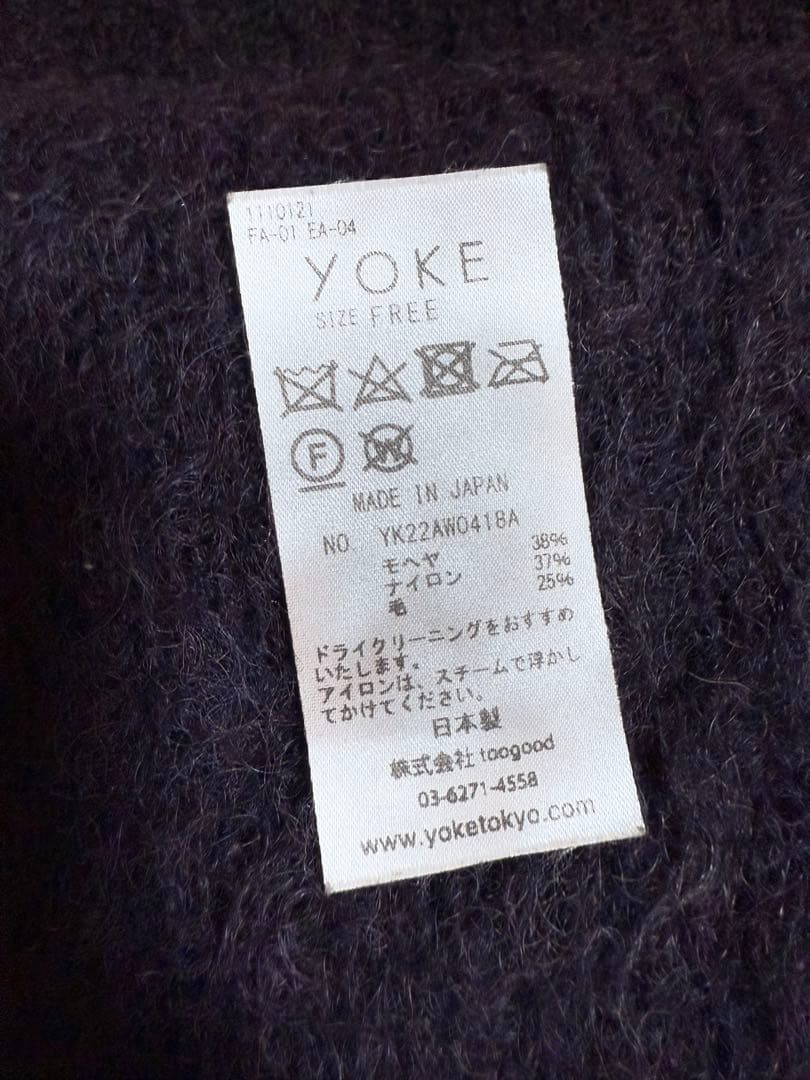 1110121
FA-01 EA-04
YOKE
SIZE FREE
F W
MADE IN JAPAN
NO. YK22AW0418A
モヘヤ 38%
ナイロン 37%
毛 25%
ドライクリーニングをおすすめ
いたします。
アイロンは、スチームで浮かし
てかけてください。
日本製
株式会社 toogood
03-6271-4558
www.yoketokyo.com